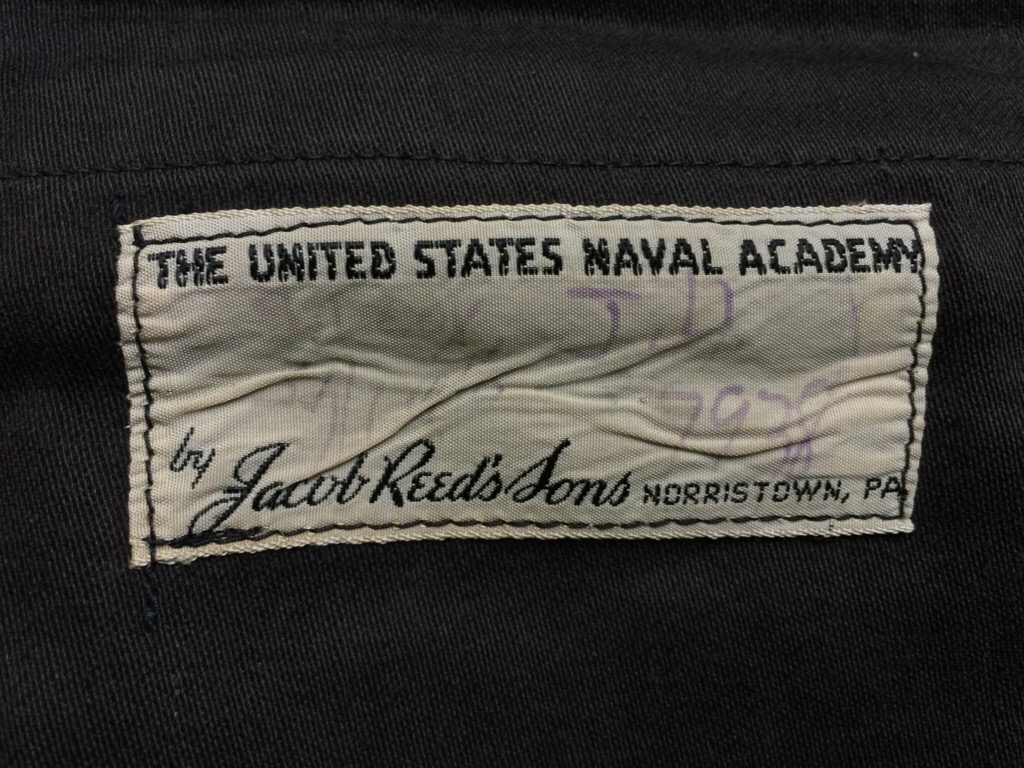 THE UNITED STATES NAVAL ACADEMY
J. D
by Jacob Reed's Sons NORRISTOWN, PA.